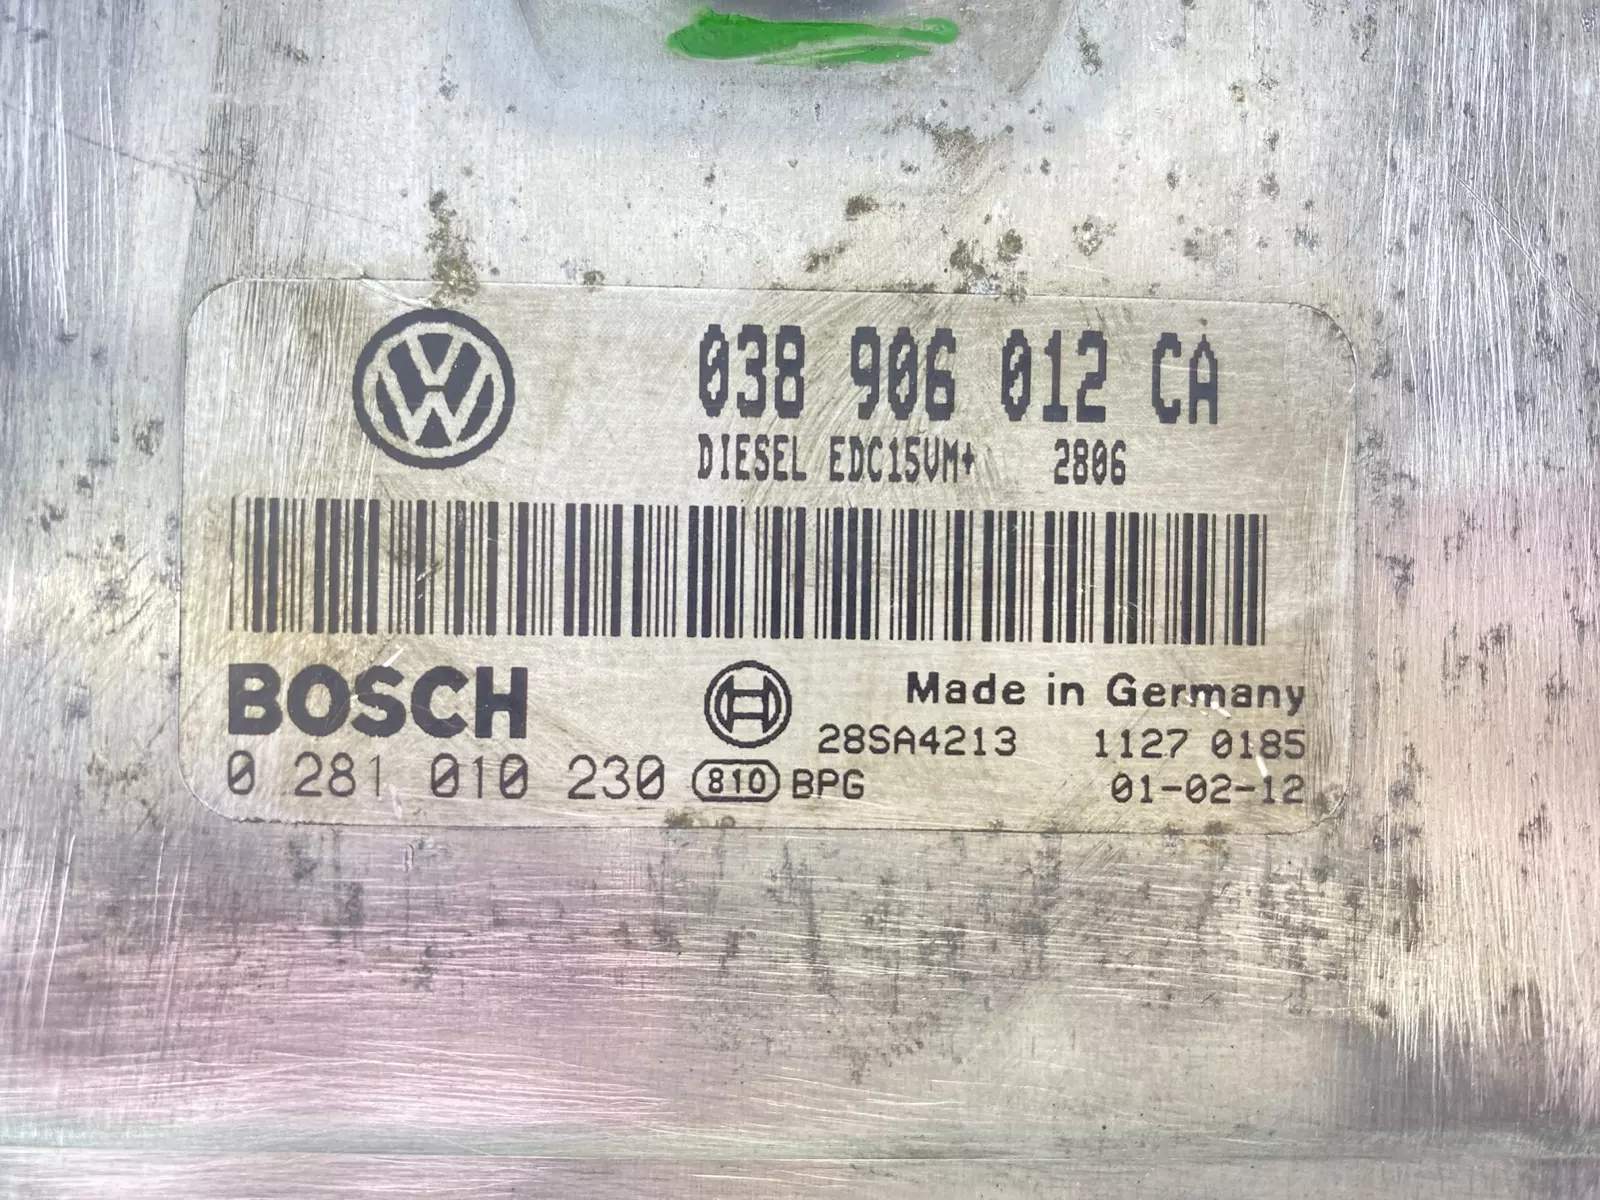 038 906 012 CA
DIESEL EDC15VM+ 2806
BOSCH
Made in Germany
28SA4213 1127 0185
0 281 010 230 810 BPG 01-02-12